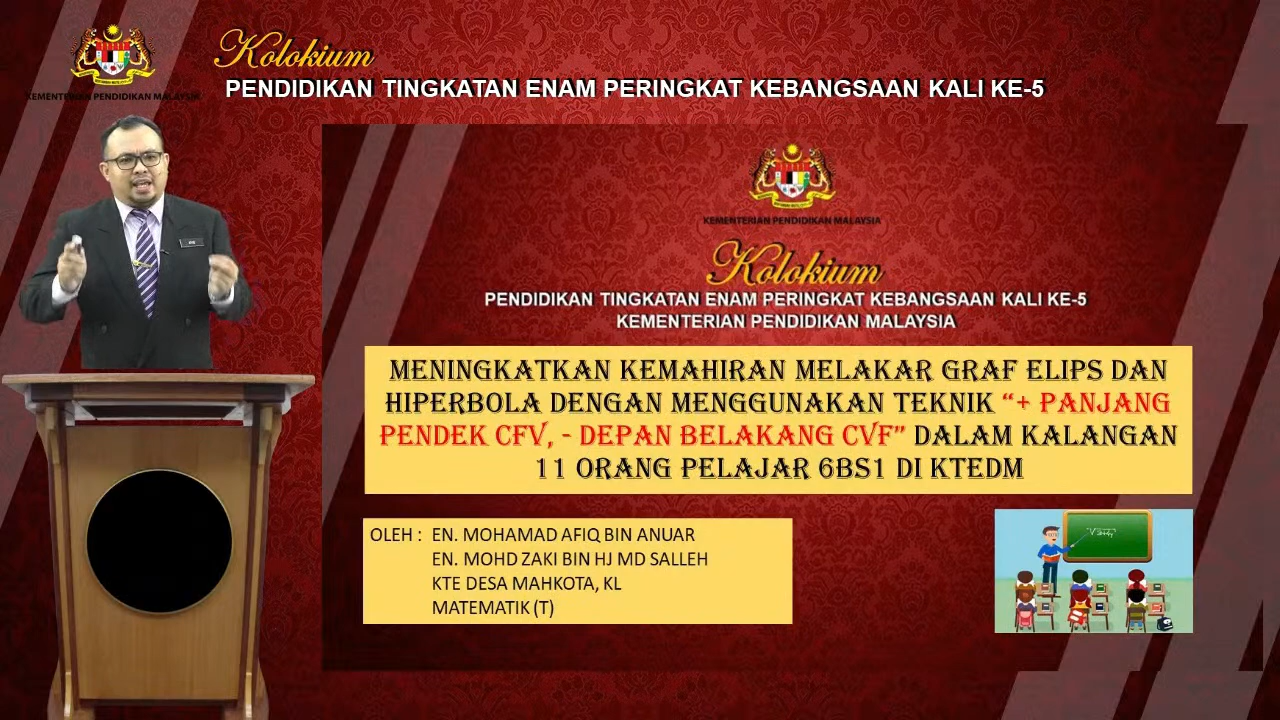 Kolokium
PENDIDIKAN TINGKATAN ENAM PERINGKAT KEBANGSAAN KALI KE-5
KEMENTERIAN PENDIDIKAN MALAYSIA
KEMENTERIAN PENDIDIKAN MALAYSIA
Kolokium
PENDIDIKAN TINGKATAN ENAM PERINGKAT KEBANGSAAN KALI KE-5
KEMENTERIAN PENDIDIKAN MALAYSIA
MENINGKATKAN KEMAHIRAN MELAKAR GRAF ELIPS DAN
HIPERBOLA DENGAN MENGGUNAKAN TEKNIK “+ PANJANG
PENDEK CFV, - DEPAN BELAKANG CVF” DALAM KALANGAN
11 ORANG PELAJAR 6BS1 DI KTEDM
OLEH : EN. MOHAMAD AFIQ BIN ANUAR
EN. MOHD ZAKI BIN HJ MD SALLEH
KTE DESA MAHKOTA, KL
MATEMATIK (T)